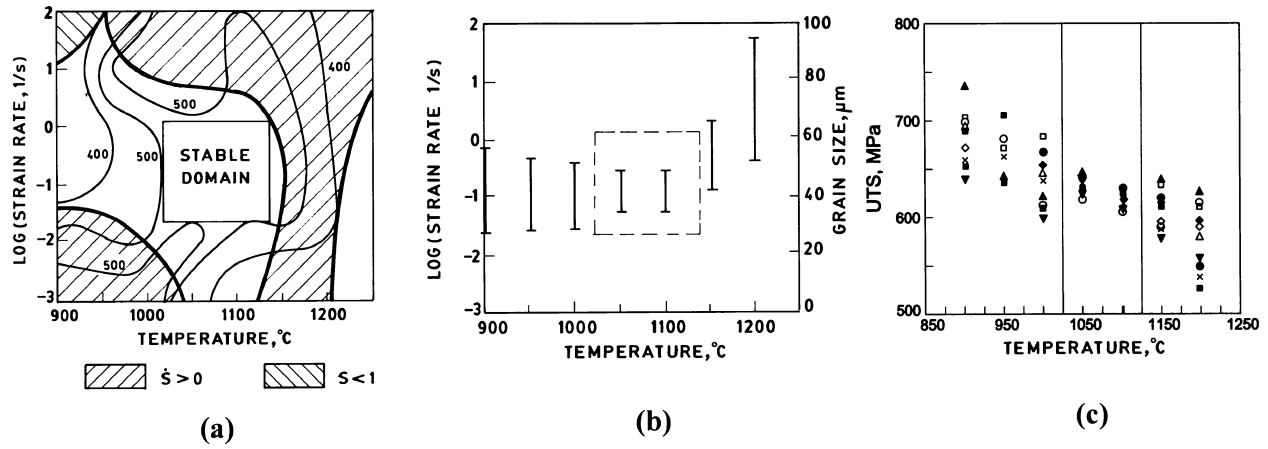 LOG (STRAIN RATE, 1/s)
2
1
0
-1
-2
-3
400
500
400
500
500
STABLE
DOMAIN
900 1000 1100 1200
TEMPERATURE, °C
Ṡ > 0
S < 1
(a)
LOG (STRAIN RATE 1/s)
2
1
0
-1
-2
-3
900 1000 1100 1200
TEMPERATURE, °C
100
80
60
40
20
0
GRAIN SIZE, μm
(b)
UTS, MPa
800
700
600
500
850 950 1050 1150 1250
TEMPERATURE, °C
(c)